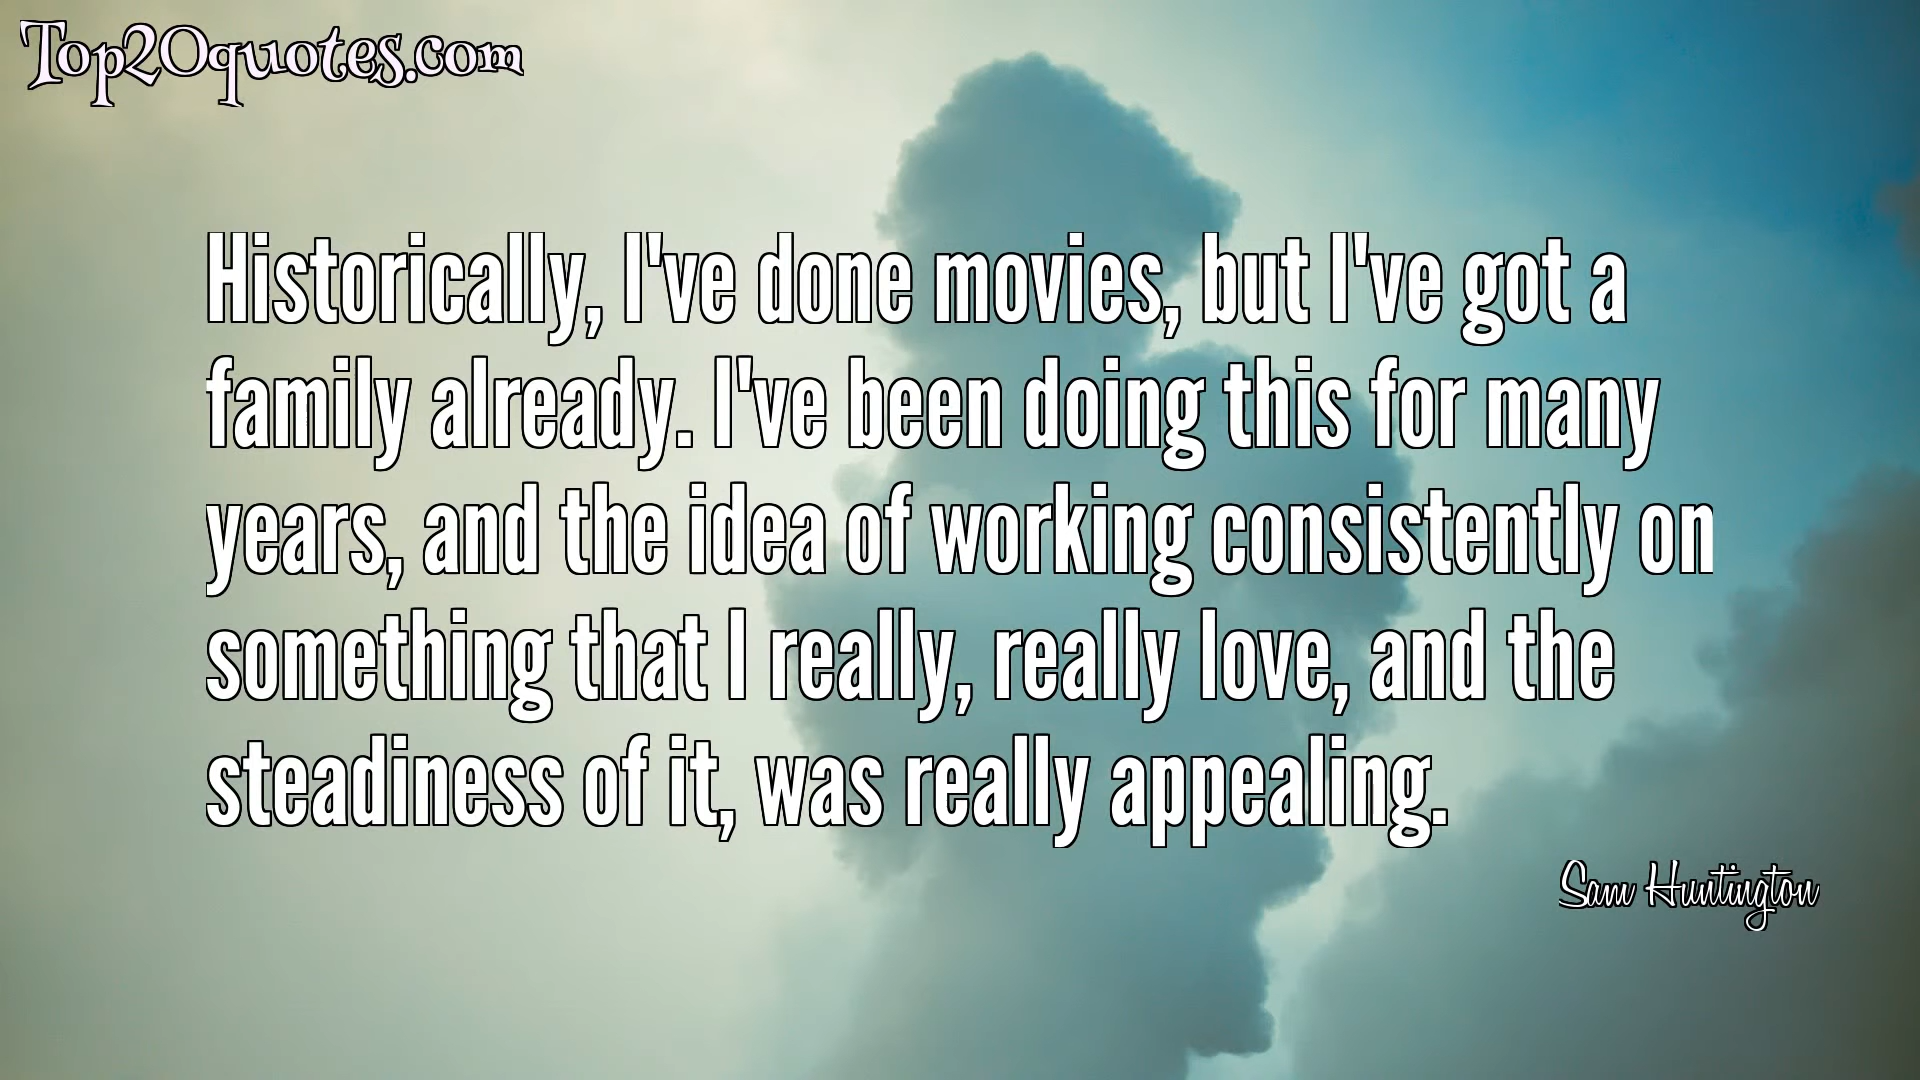 Top20quotes.com
Historically, I've done movies, but I've got a
family already. I've been doing this for many
years, and the idea of working consistently on
something that I really, really love, and the
steadiness of it, was really appealing.
Sam Huntington